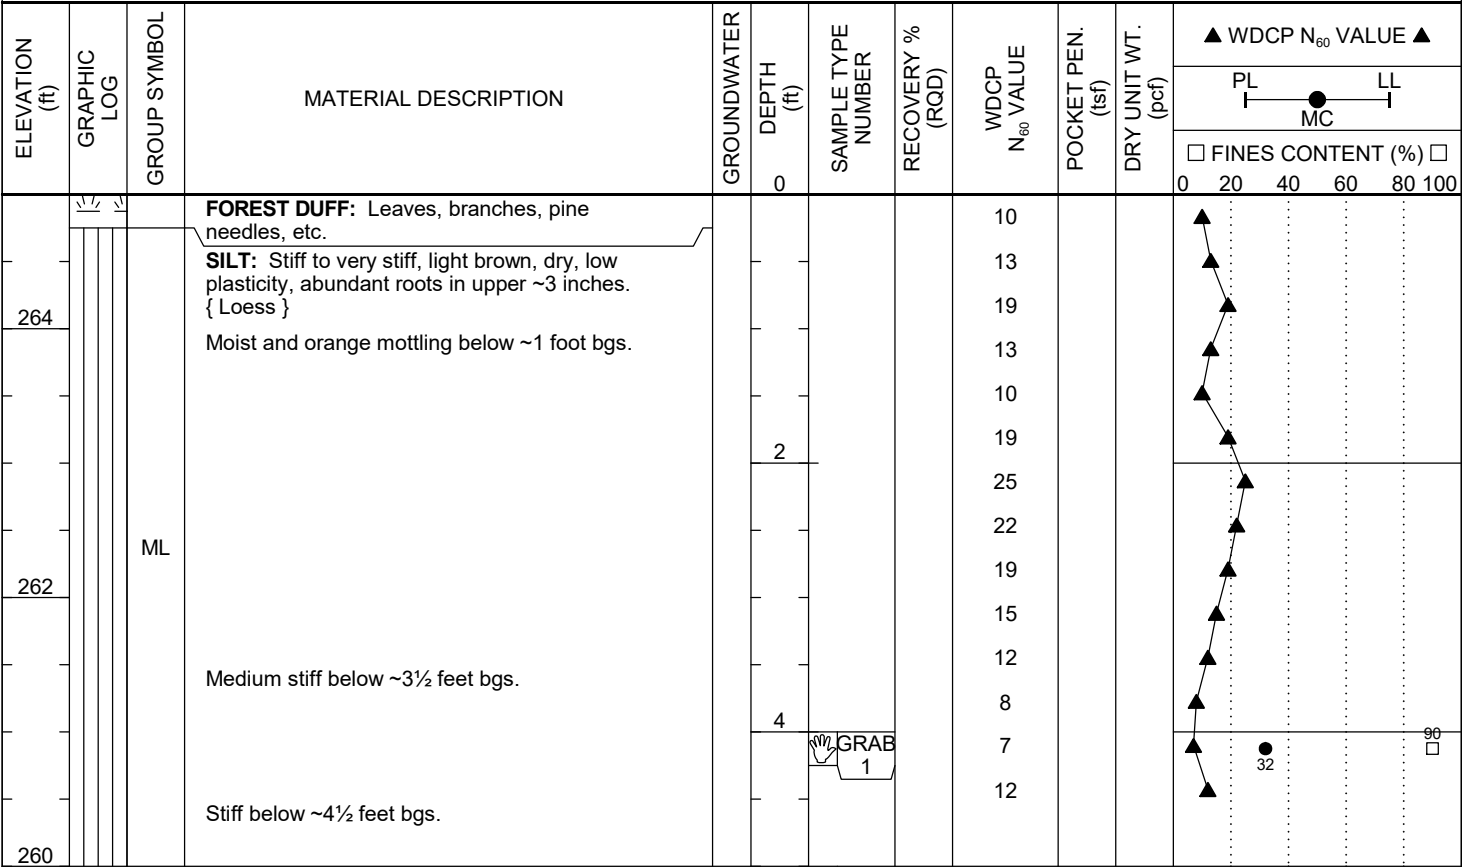 ELEVATION
(ft)
GRAPHIC
LOG
GROUP SYMBOL
MATERIAL DESCRIPTION
GROUNDWATER
DEPTH
(ft)
0
SAMPLE TYPE
NUMBER
RECOVERY %
(RQD)
WDCP
N60 VALUE
POCKET PEN.
(tsf)
DRY UNIT WT.
(pcf)
▲ WDCP N60 VALUE ▲
PL LL
MC
□ FINES CONTENT (%) □
0 20 40 60 80 100
FOREST DUFF: Leaves, branches, pine
needles, etc.
10
SILT: Stiff to very stiff, light brown, dry, low
plasticity, abundant roots in upper ~3 inches.
{ Loess }
13
19
264
Moist and orange mottling below ~1 foot bgs.
13
10
19
2
25
22
ML
19
262
15
12
Medium stiff below ~3½ feet bgs.
8
4
GRAB
1
7
90
32
12
Stiff below ~4½ feet bgs.
260